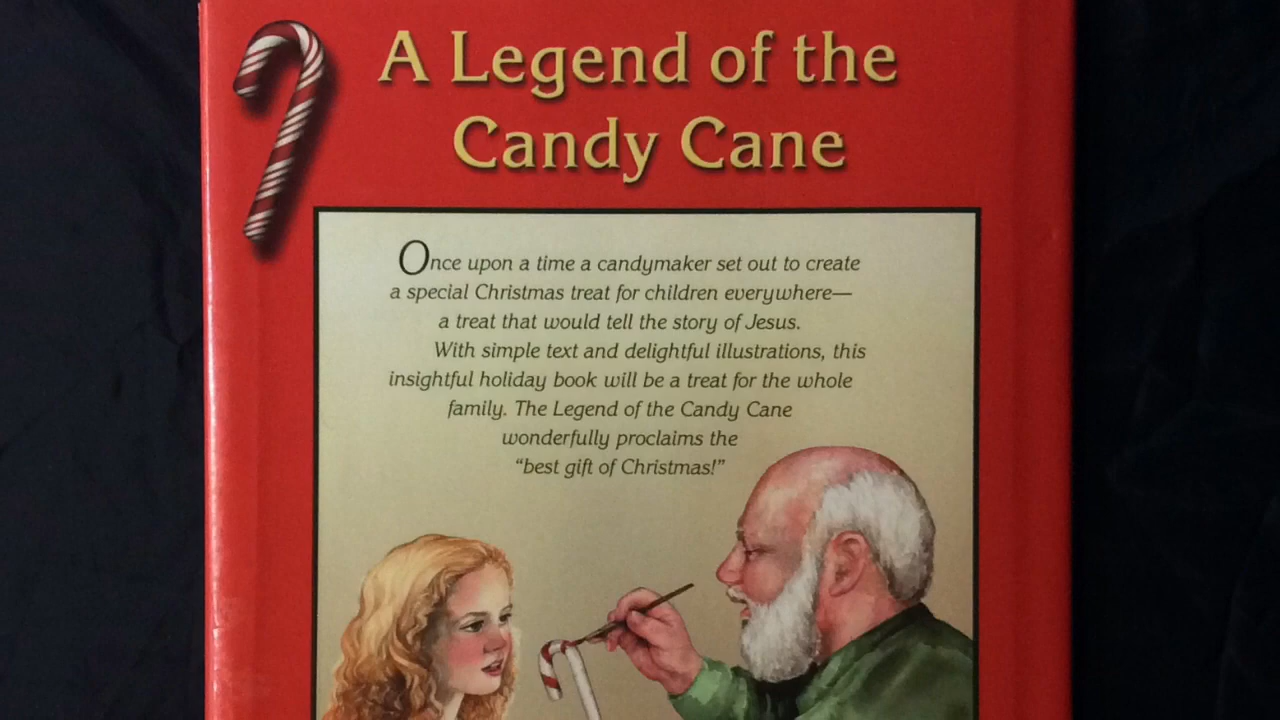 A Legend of the
Candy Cane
Once upon a time a candymaker set out to create
a special Christmas treat for children everywhere—
a treat that would tell the story of Jesus.
With simple text and delightful illustrations, this
insightful holiday book will be a treat for the whole
family. The Legend of the Candy Cane
wonderfully proclaims the
“best gift of Christmas!”